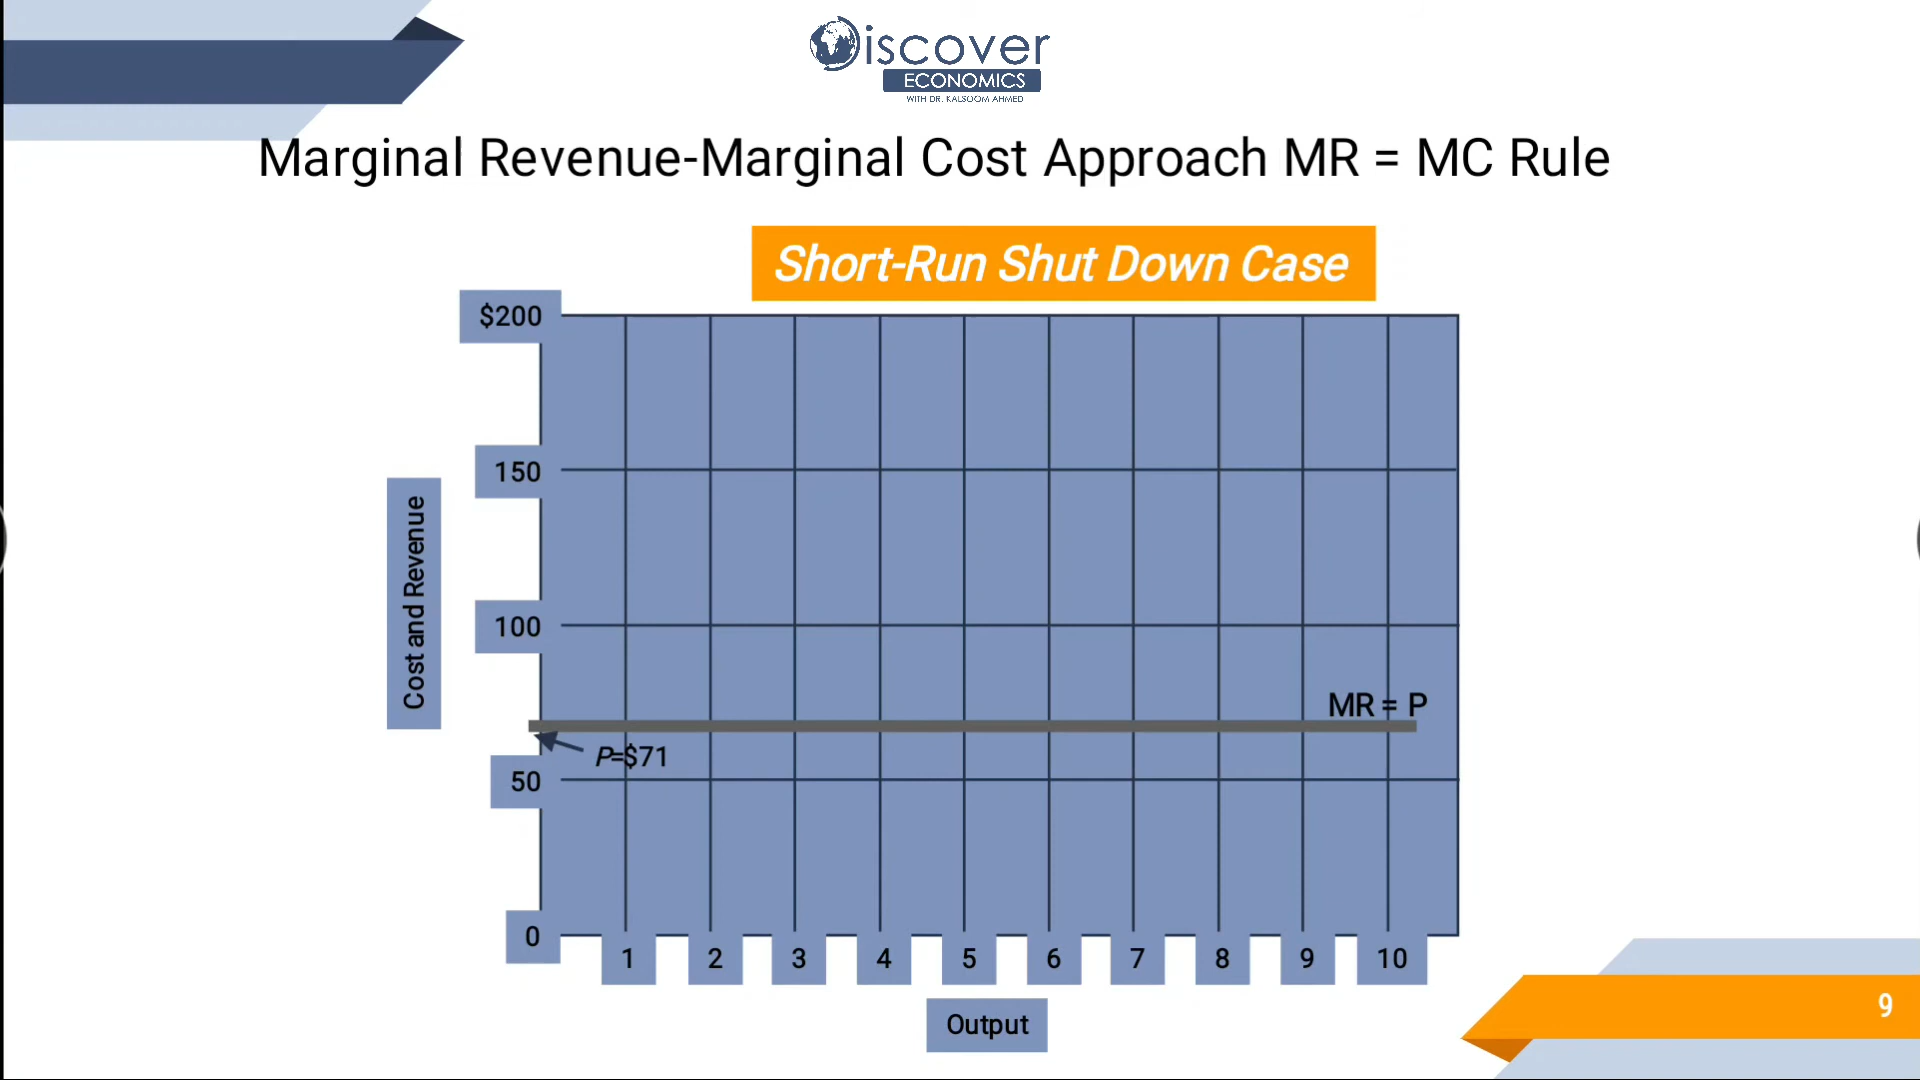 Discover
ECONOMICS
WITH DR. KALSOOM AHMED
Marginal Revenue-Marginal Cost Approach MR = MC Rule
Short-Run Shut Down Case
$200
150
100
50
0
Cost and Revenue
MR = P
P=$71
1 2 3 4 5 6 7 8 9 10
Output
9